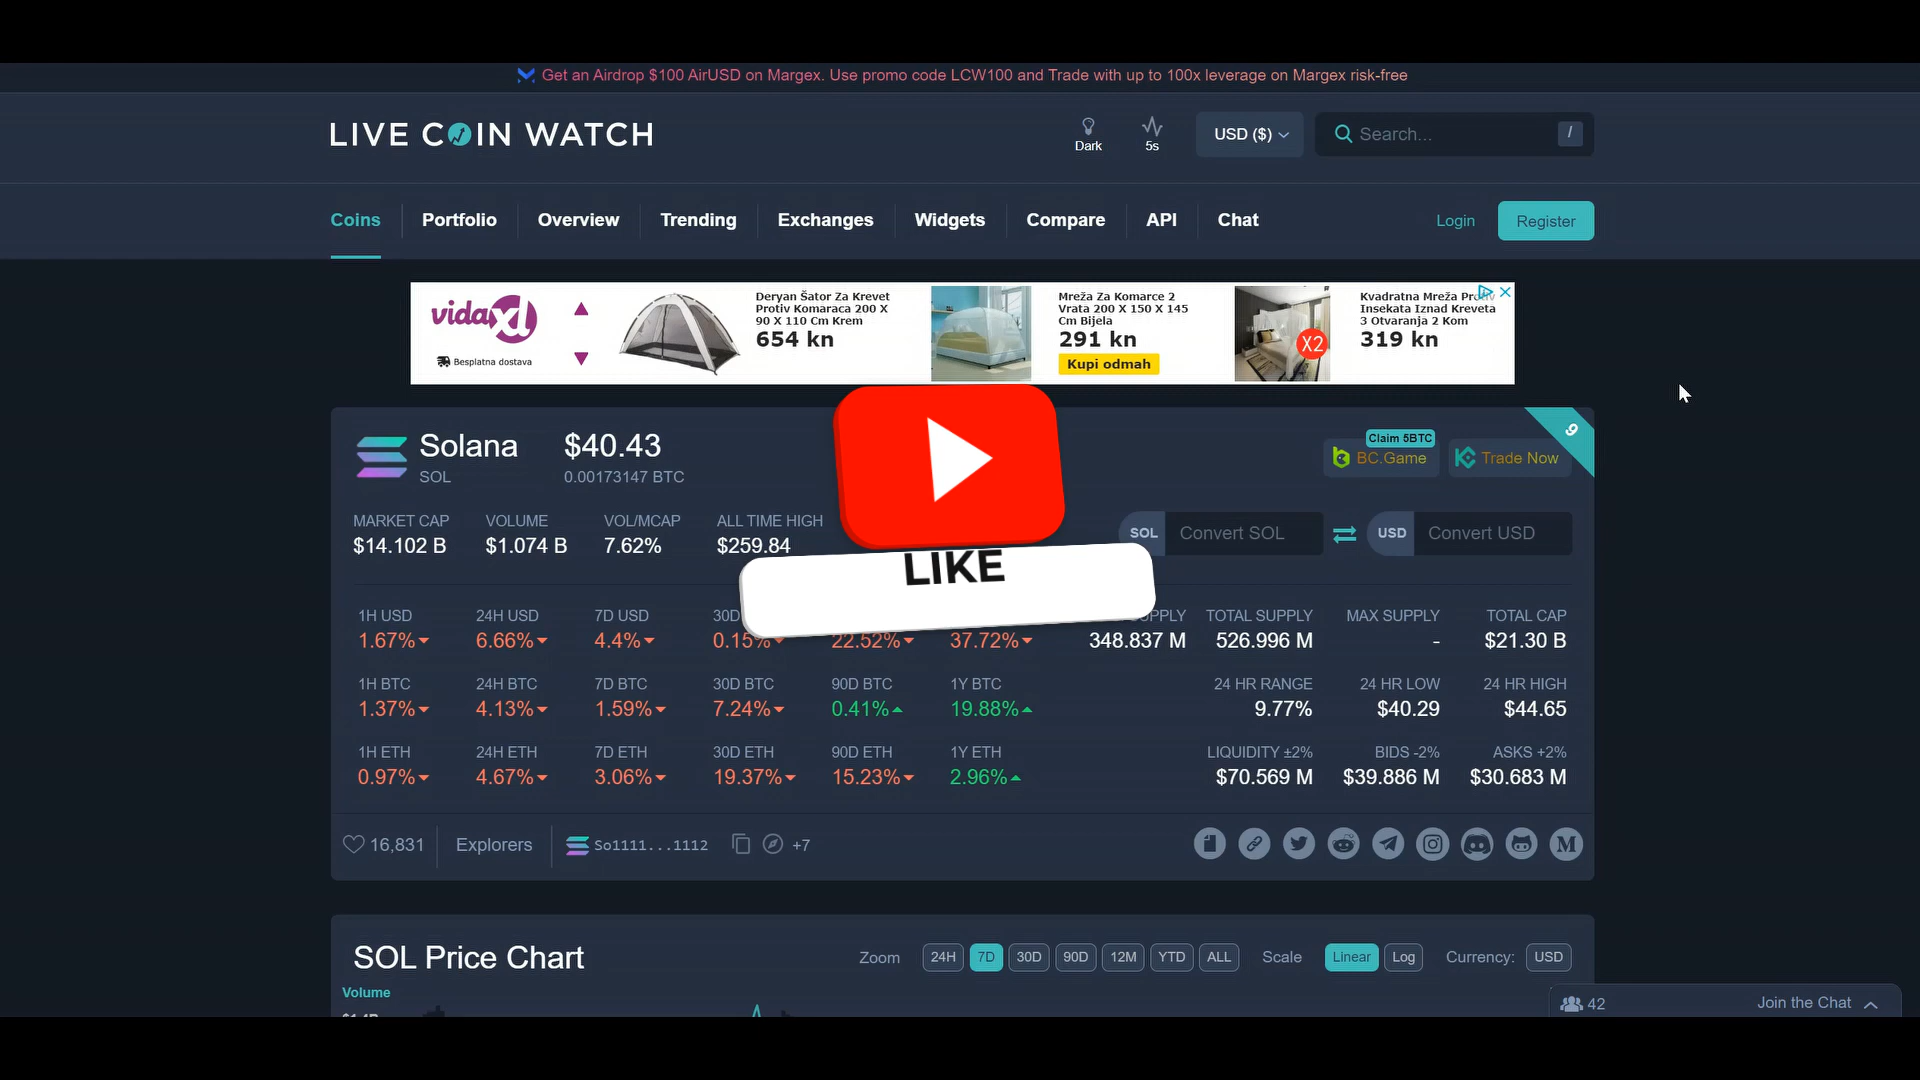 Get an Airdrop $100 AirUSD on Margex. Use promo code LCW100 and Trade with up to 100x leverage on Margex risk-free
LIVE COIN WATCH
Dark
5s
USD ($)
Search...
/
Coins
Portfolio
Overview
Trending
Exchanges
Widgets
Compare
API
Chat
Login
Register
vidaXL
Besplatna dostava
Deryan Šator Za Krevet
Protiv Komaraca 200 X
90 X 110 Cm Krem
654 kn
Mreža Za Komarce 2
Vrata 200 X 150 X 145
Cm Bijela
291 kn
Kupi odmah
X2
Kvadratna Mreža Protiv
Insekata Iznad Kreveta
3 Otvaranja 2 Kom
319 kn
Solana
SOL
$40.43
0.00173147 BTC
Claim 5BTC
BC.Game
Trade Now
9
MARKET CAP
$14.102 B
VOLUME
$1.074 B
VOL/MCAP
7.62%
ALL TIME HIGH
$259.84
SOL
Convert SOL
USD
Convert USD
LIKE
1H USD
1.67%
24H USD
6.66%
7D USD
4.4%
30D
0.15%
22.52%
37.72%
348.837 M
TOTAL SUPPLY
526.996 M
MAX SUPPLY
-
TOTAL CAP
$21.30 B
1H BTC
1.37%
24H BTC
4.13%
7D BTC
1.59%
30D BTC
7.24%
90D BTC
0.41%
1Y BTC
19.88%
24 HR RANGE
9.77%
24 HR LOW
$40.29
24 HR HIGH
$44.65
1H ETH
0.97%
24H ETH
4.67%
7D ETH
3.06%
30D ETH
19.37%
90D ETH
15.23%
1Y ETH
2.96%
LIQUIDITY ±2%
$70.569 M
BIDS -2%
$39.886 M
ASKS +2%
$30.683 M
16,831
Explorers
So1111...1112
+7
SOL Price Chart
Zoom
24H
7D
30D
90D
12M
YTD
ALL
Scale
Linear
Log
Currency:
USD
Volume
42
Join the Chat